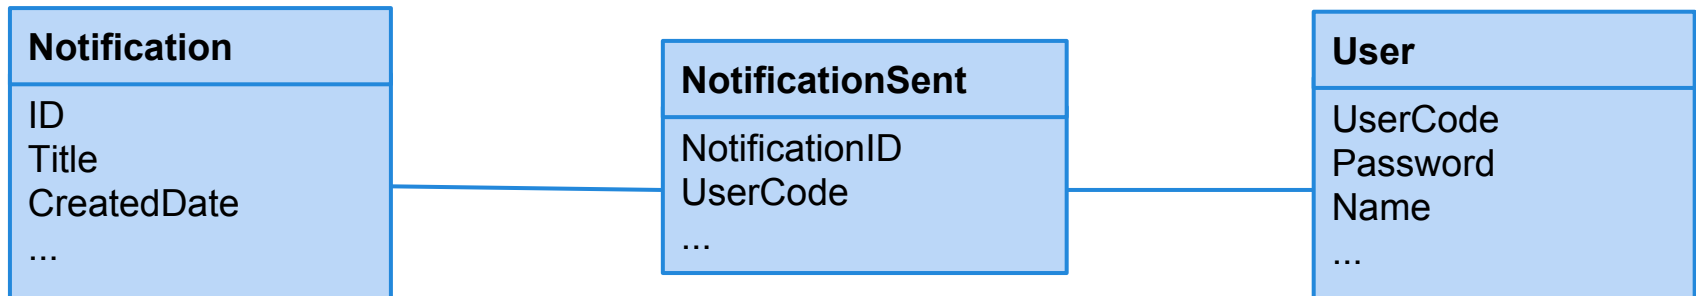 Notification
ID
Title
CreatedDate
...
NotificationSent
NotificationID
UserCode
...
User
UserCode
Password
Name
...